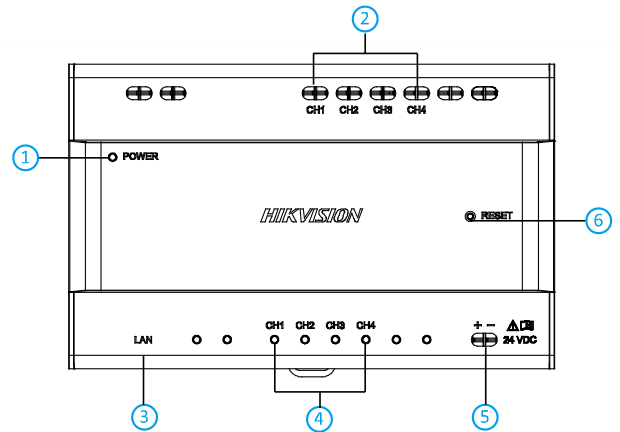 2
CH1 CH2 CH3 CH4
1
POWER
HIKVISION
RESET
6
CH1 CH2 CH3 CH4
+ -
LAN
24 VDC
3
4
5